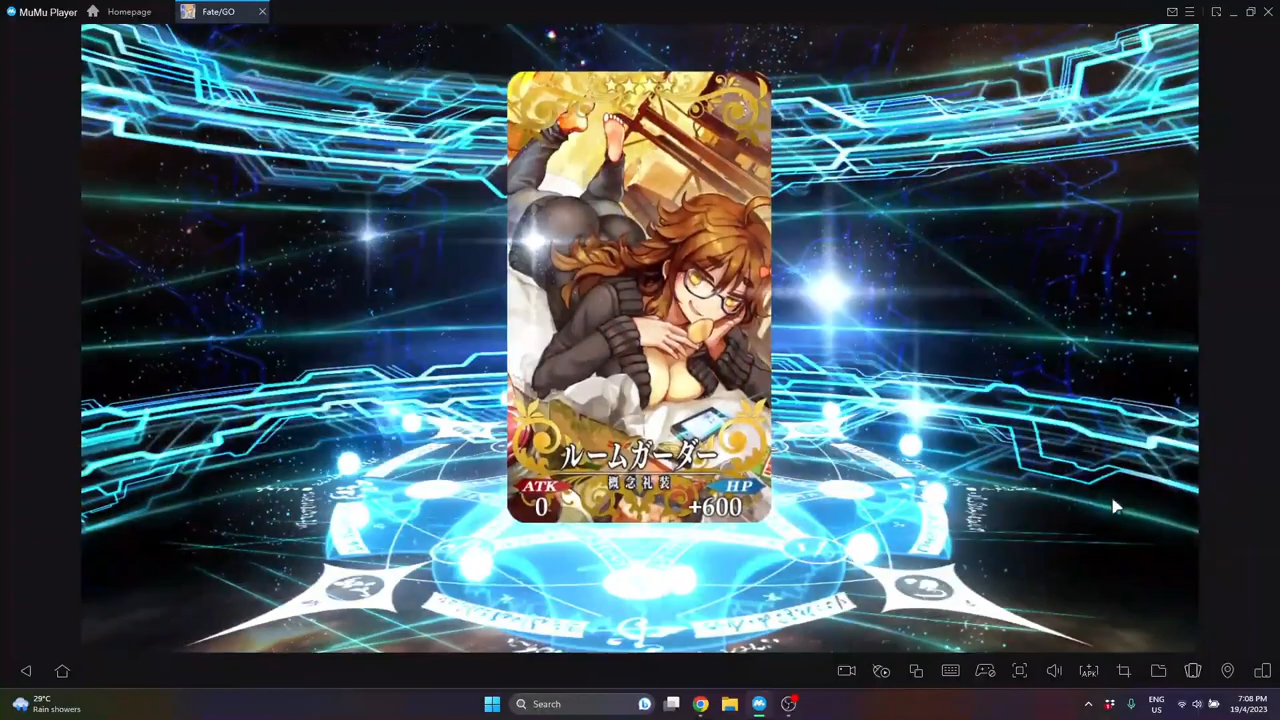 MuMu Player
Homepage
Fate/GO
ルームガーダー
概念礼装
ATK
HP
0
+600
APK
29°C
Rain showers
Search
ENG
US
7:08 PM
19/4/2023